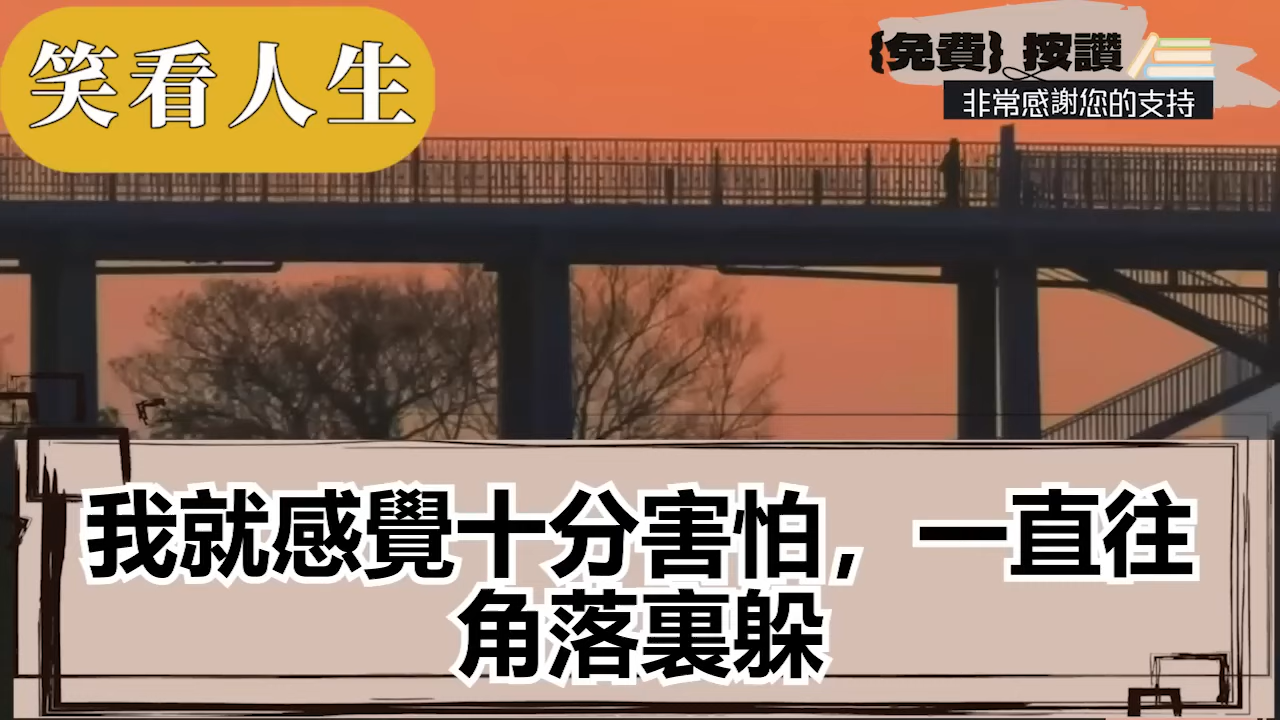 笑看人生
{免費} 按讚
非常感謝您的支持
我就感覺十分害怕，一直往
角落裏躲